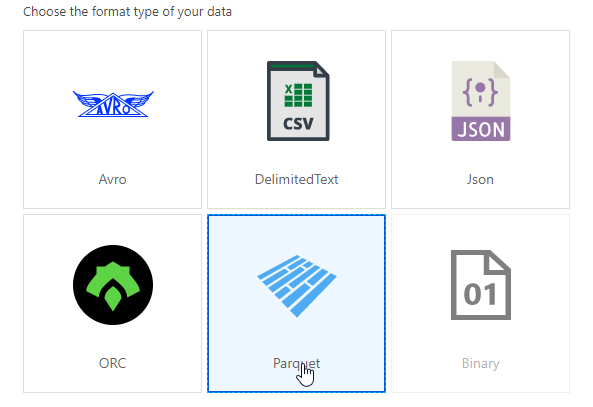 Choose the format type of your data
AVRO
X
CSV
{ }
JSON
Avro
DelimitedText
Json
01
ORC
Parquet
Binary